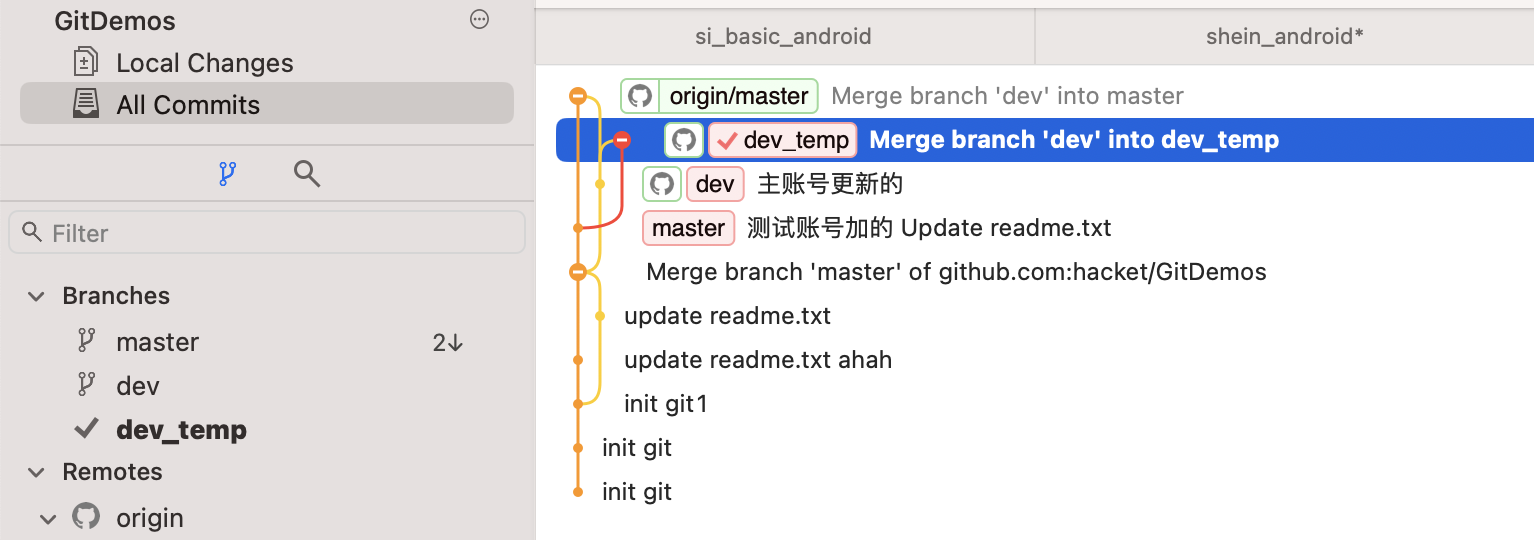 GitDemos
Local Changes
All Commits
Filter
Branches
master 2↓
dev
dev_temp
Remotes
origin
si_basic_android shein_android*
origin/master Merge branch 'dev' into master
dev_temp Merge branch 'dev' into dev_temp
dev 主账号更新的
master 测试账号加的 Update readme.txt
Merge branch 'master' of github.com:hacket/GitDemos
update readme.txt
update readme.txt ahah
init git1
init git
init git